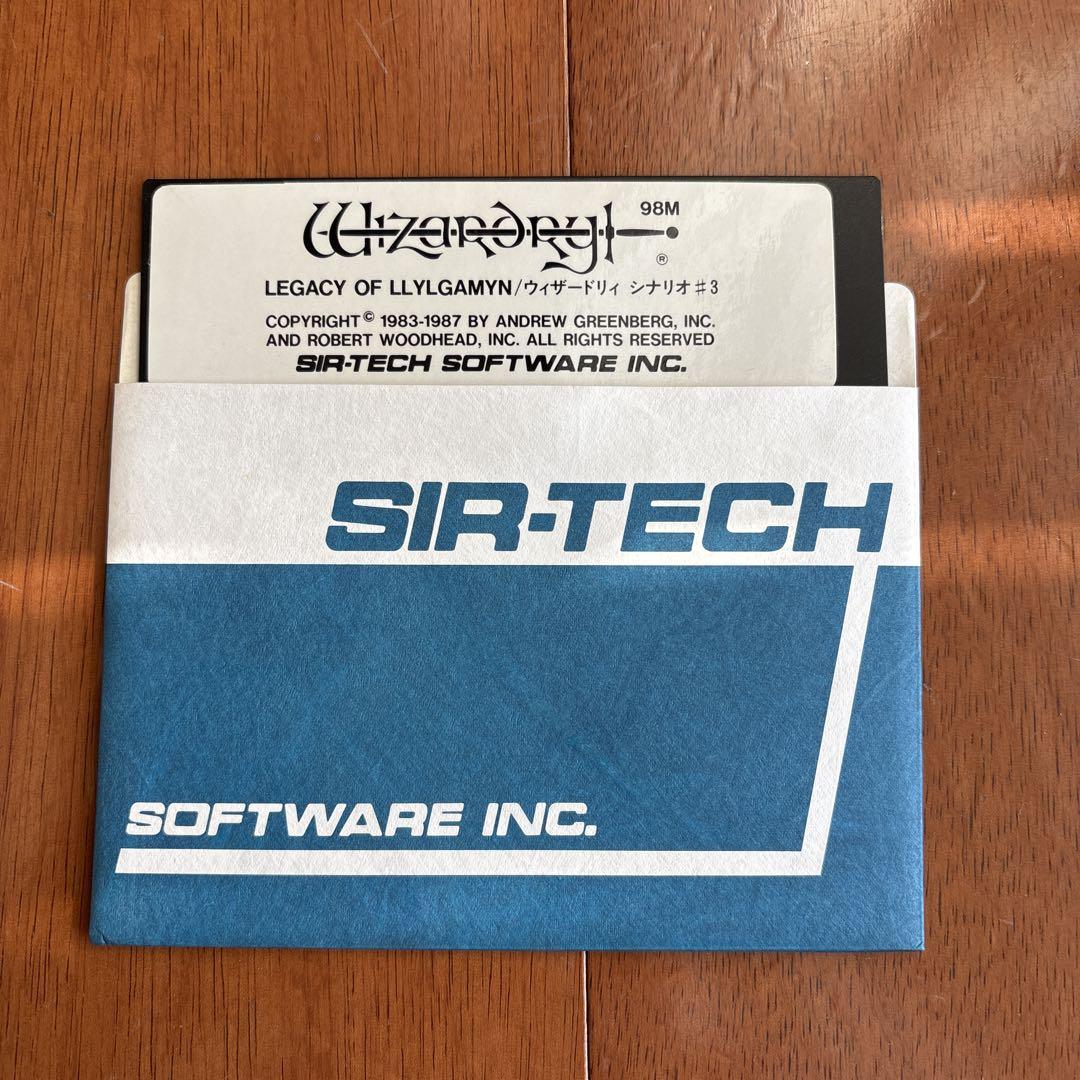 Wizardry 98M
®
LEGACY OF LLYLGAMYN/ウィザードリィ シナリオ#3
COPYRIGHT © 1983-1987 BY ANDREW GREENBERG, INC.
AND ROBERT WOODHEAD, INC. ALL RIGHTS RESERVED
SIR-TECH SOFTWARE INC.
SIR-TECH
SOFTWARE INC.